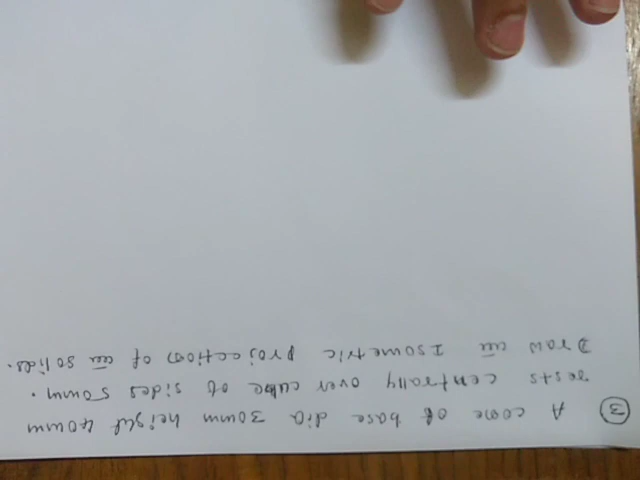 ③ A cone of base dia 30mm height 40mm
rests centrally over cube of sides 50mm.
Draw the Isometric projection of the solids.